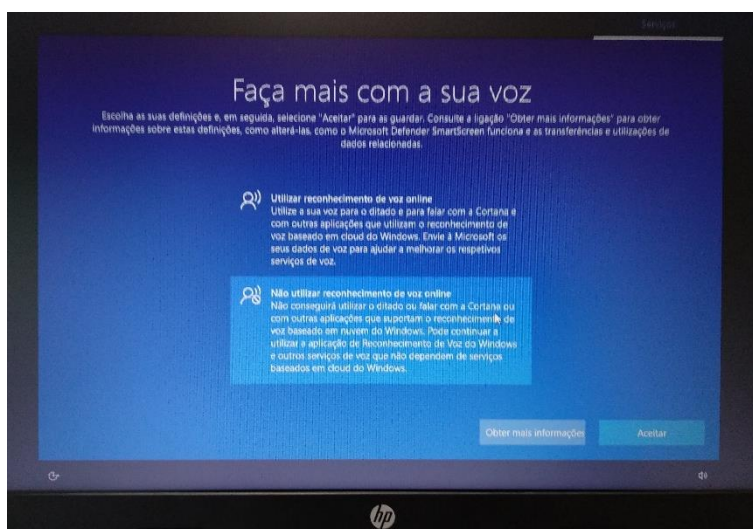 Serviços
Faça mais com a sua voz
Escolha as suas definições e, em seguida, selecione "Aceitar" para as guardar. Consulte a ligação "Obter mais informações" para obter
informações sobre estas definições, como alterá-las, como o Microsoft Defender SmartScreen funciona e as transferências e utilizações de
dados relacionadas.
Utilizar reconhecimento de voz online
Utilize a sua voz para o ditado e para falar com a Cortana e
com outras aplicações que utilizam o reconhecimento de
voz baseado em cloud do Windows. Envie à Microsoft os
seus dados de voz para ajudar a melhorar os respetivos
serviços de voz.
Não utilizar reconhecimento de voz online
Não conseguirá utilizar o ditado ou falar com a Cortana ou
com outras aplicações que suportam o reconhecimento de
voz baseado em nuvem do Windows. Pode continuar a
utilizar a aplicação de Reconhecimento de Voz do Windows
e outros serviços de voz que não dependem de serviços
baseados em cloud do Windows.
Obter mais informações
Aceitar
hp